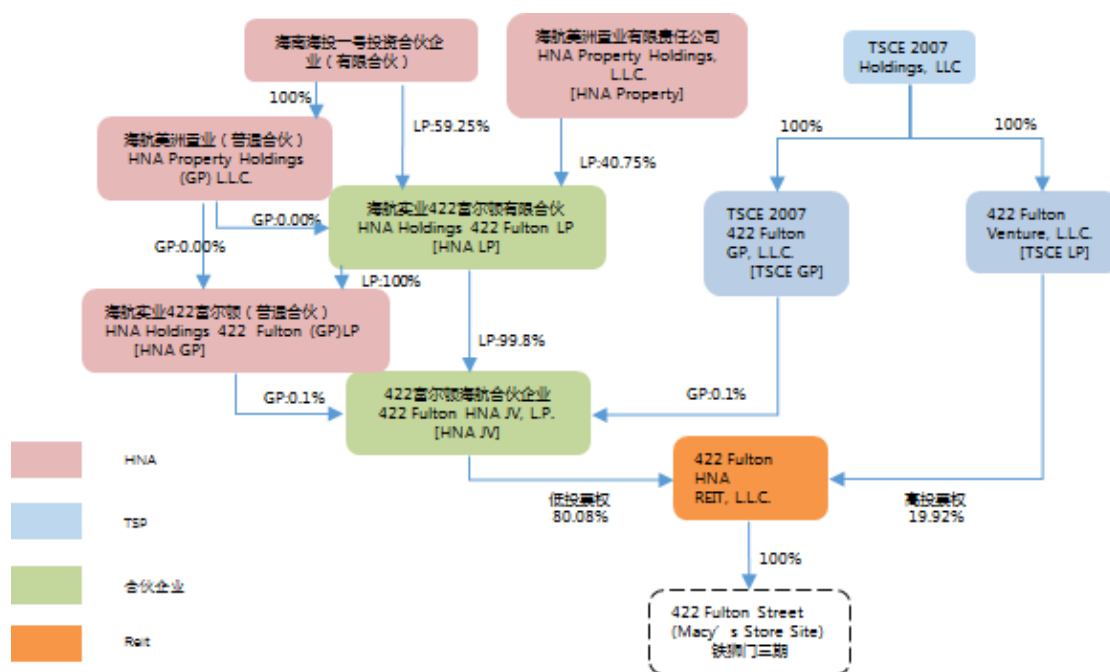 海南海投一号投资合伙企
业（有限合伙）
海航美洲置业有限责任公司
HNA Property Holdings,
L.L.C.
[HNA Property]
TSCE 2007
Holdings, LLC
100%
LP:59.25%
LP:40.75%
100%
100%
海航美洲置业（普通合伙）
HNA Property Holdings
(GP) L.L.C.
GP:0.00%
GP:0.00%
海航实业422富尔顿有限合伙
HNA Holdings 422 Fulton LP
[HNA LP]
TSCE 2007
422 Fulton
GP, L.L.C.
[TSCE GP]
422 Fulton
Venture, L.L.C.
[TSCE LP]
LP:100%
海航实业422富尔顿（普通合伙）
HNA Holdings 422 Fulton (GP)LP
[HNA GP]
LP:99.8%
GP:0.1%
422富尔顿海航合伙企业
422 Fulton HNA JV, L.P.
[HNA JV]
GP:0.1%
422 Fulton
HNA
REIT, L.L.C.
低投票权
80.08%
高投票权
19.92%
100%
422 Fulton Street
(Macy's Store Site)
铁狮门三期
HNA
TSP
合伙企业
Reit